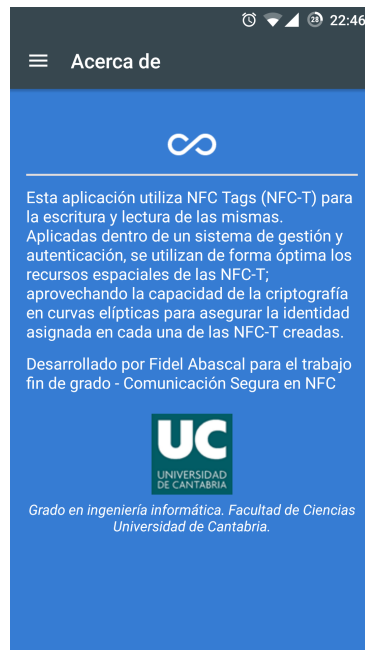 28 22:46
Acerca de
Esta aplicación utiliza NFC Tags (NFC-T) para
la escritura y lectura de las mismas.
Aplicadas dentro de un sistema de gestión y
autenticación, se utilizan de forma óptima los
recursos espaciales de las NFC-T;
aprovechando la capacidad de la criptografía
en curvas elípticas para asegurar la identidad
asignada en cada una de las NFC-T creadas.
Desarrollado por Fidel Abascal para el trabajo
fin de grado - Comunicación Segura en NFC
UC
UNIVERSIDAD
DE CANTABRIA
Grado en ingeniería informática. Facultad de Ciencias
Universidad de Cantabria.